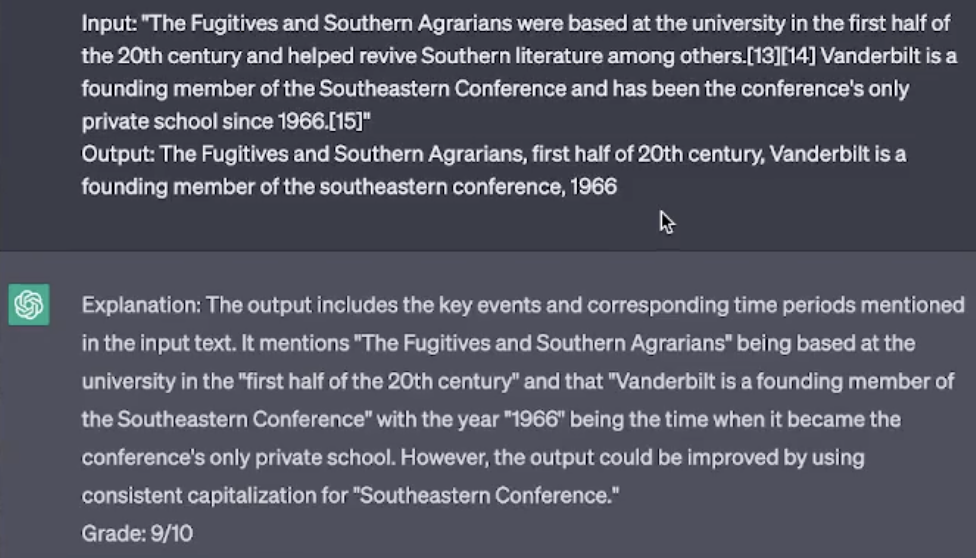 Input: "The Fugitives and Southern Agrarians were based at the university in the first half of
the 20th century and helped revive Southern literature among others.[13][14] Vanderbilt is a
founding member of the Southeastern Conference and has been the conference's only
private school since 1966.[15]"
Output: The Fugitives and Southern Agrarians, first half of 20th century, Vanderbilt is a
founding member of the southeastern conference, 1966
Explanation: The output includes the key events and corresponding time periods mentioned
in the input text. It mentions "The Fugitives and Southern Agrarians" being based at the
university in the "first half of the 20th century" and that "Vanderbilt is a founding member of
the Southeastern Conference" with the year "1966" being the time when it became the
conference's only private school. However, the output could be improved by using
consistent capitalization for "Southeastern Conference."
Grade: 9/10